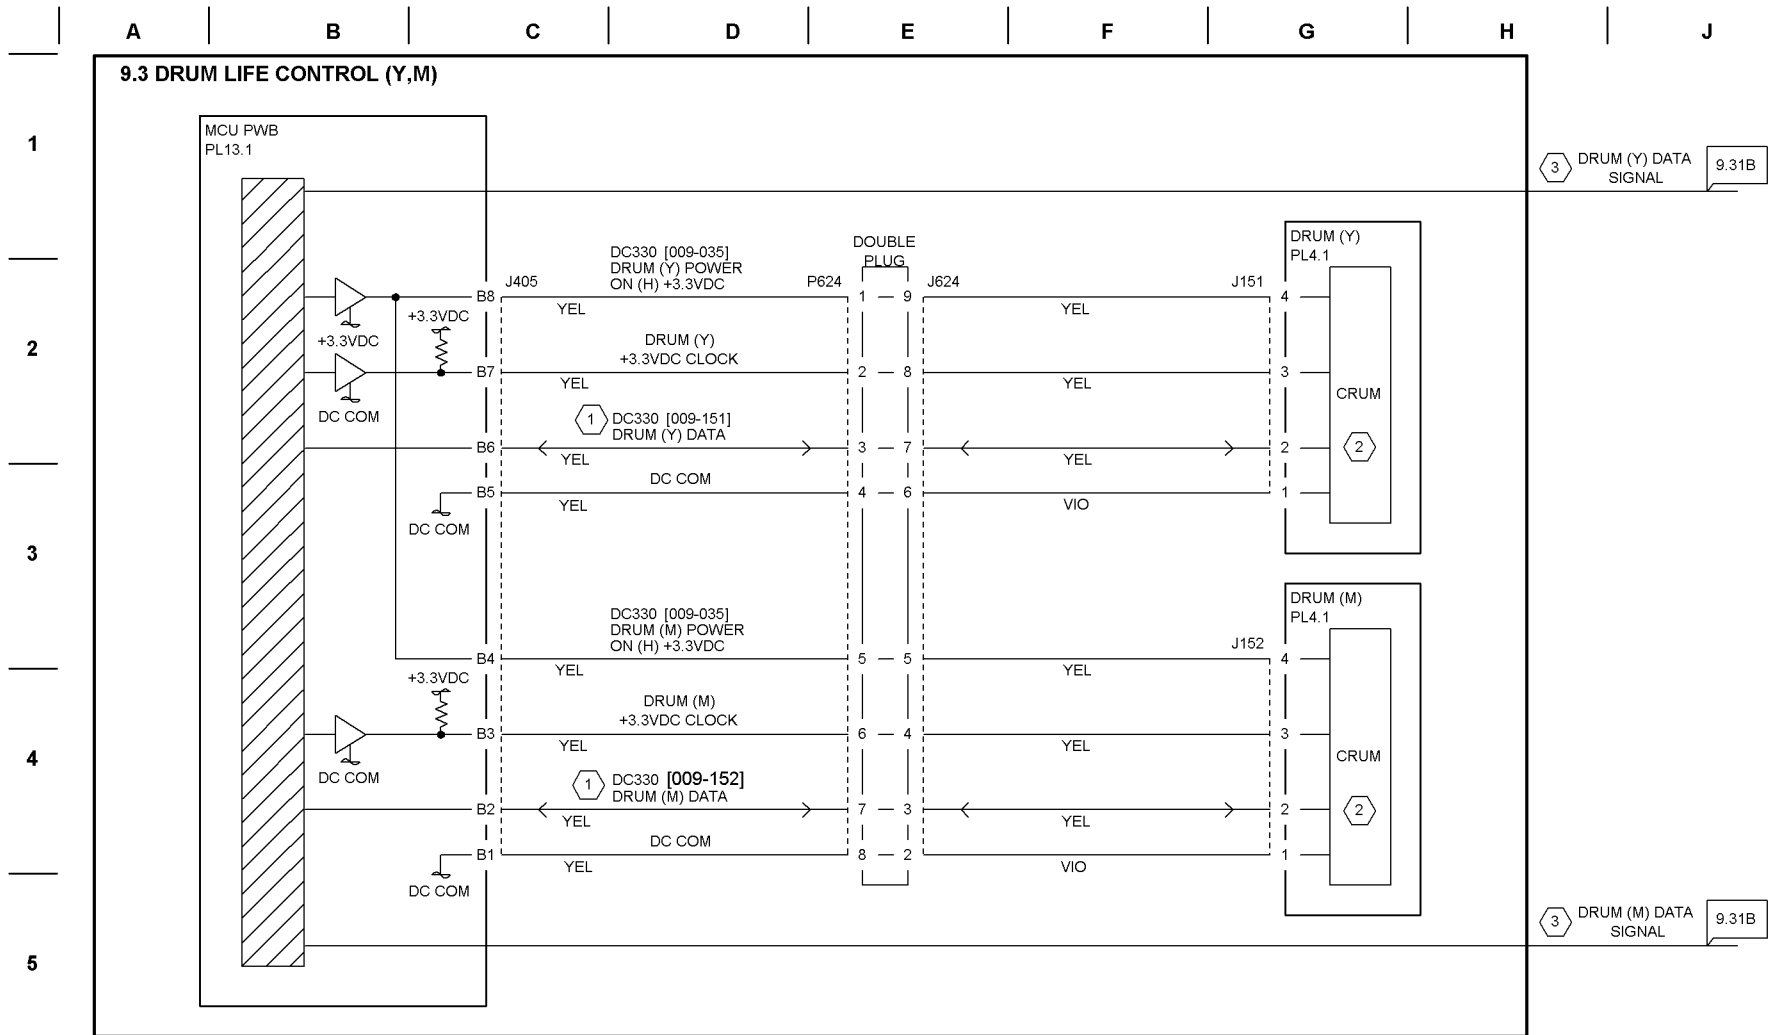 A B C D E F G H J
9.3 DRUM LIFE CONTROL (Y,M)
1
MCU PWB
PL13.1
3 DRUM (Y) DATA
SIGNAL
9.31B
DRUM (Y)
PL4.1
DOUBLE
PLUG
DC330 [009-035]
DRUM (Y) POWER
ON (H) +3.3VDC
J405 P624 J624 J151
B8 1 9 4
YEL YEL
+3.3VDC
+3.3VDC
2
DRUM (Y)
+3.3VDC CLOCK
B7 2 8 3
YEL YEL
DC COM
CRUM
1 DC330 [009-151]
DRUM (Y) DATA
B6 3 7 2 2
YEL YEL
DC COM
B5 4 6 1
YEL VIO
DC COM
3
DRUM (M)
PL4.1
DC330 [009-035]
DRUM (M) POWER
ON (H) +3.3VDC
J152
B4 5 5 4
YEL YEL
+3.3VDC
DRUM (M)
+3.3VDC CLOCK
B3 6 4 3
YEL YEL
4
CRUM
DC COM
1 DC330 [009-152]
DRUM (M) DATA
B2 7 3 2 2
YEL YEL
DC COM
B1 8 2 1
YEL VIO
DC COM
3 DRUM (M) DATA
SIGNAL
9.31B
5